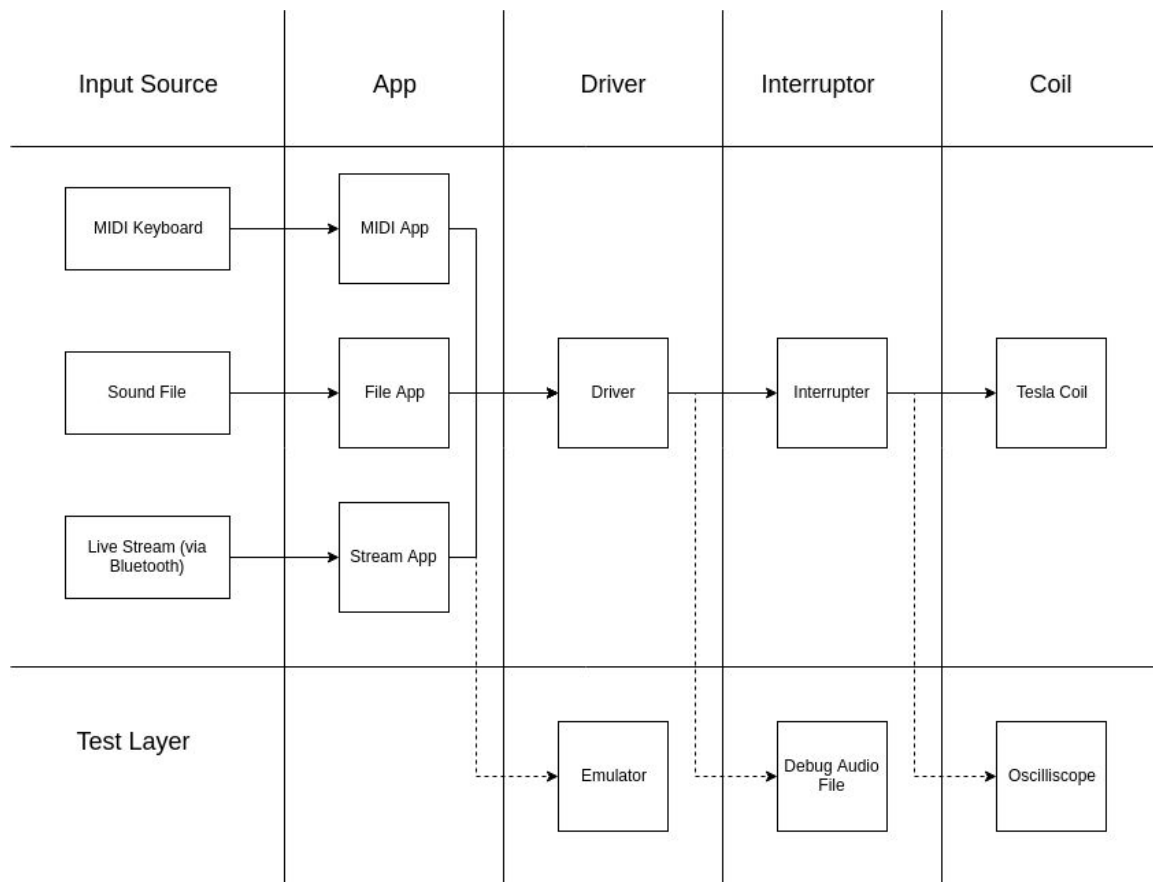 Input Source
App
Driver
Interruptor
Coil
MIDI Keyboard
MIDI App
Sound File
File App
Driver
Interrupter
Tesla Coil
Live Stream (via
Bluetooth)
Stream App
Test Layer
Emulator
Debug Audio
File
Oscilliscope